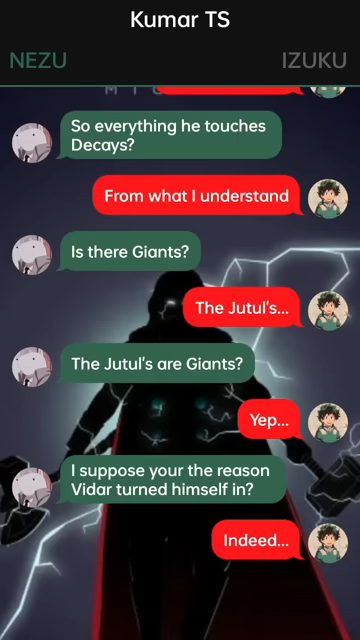 Kumar TS
NEZU
IZUKU
So everything he touches
Decays?
From what I understand
Is there Giants?
The Jutul's...
The Jutul's are Giants?
Yep...
I suppose your the reason
Vidar turned himself in?
Indeed...